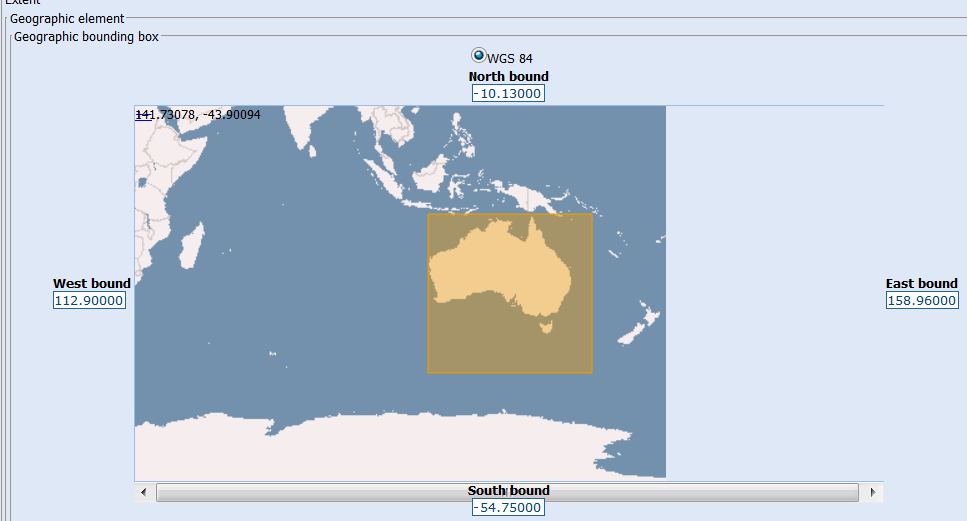 Extent
Geographic element
Geographic bounding box
WGS 84
North bound
-10.13000
141.73078, -43.90094
West bound
112.90000
East bound
158.96000
South bound
-54.75000